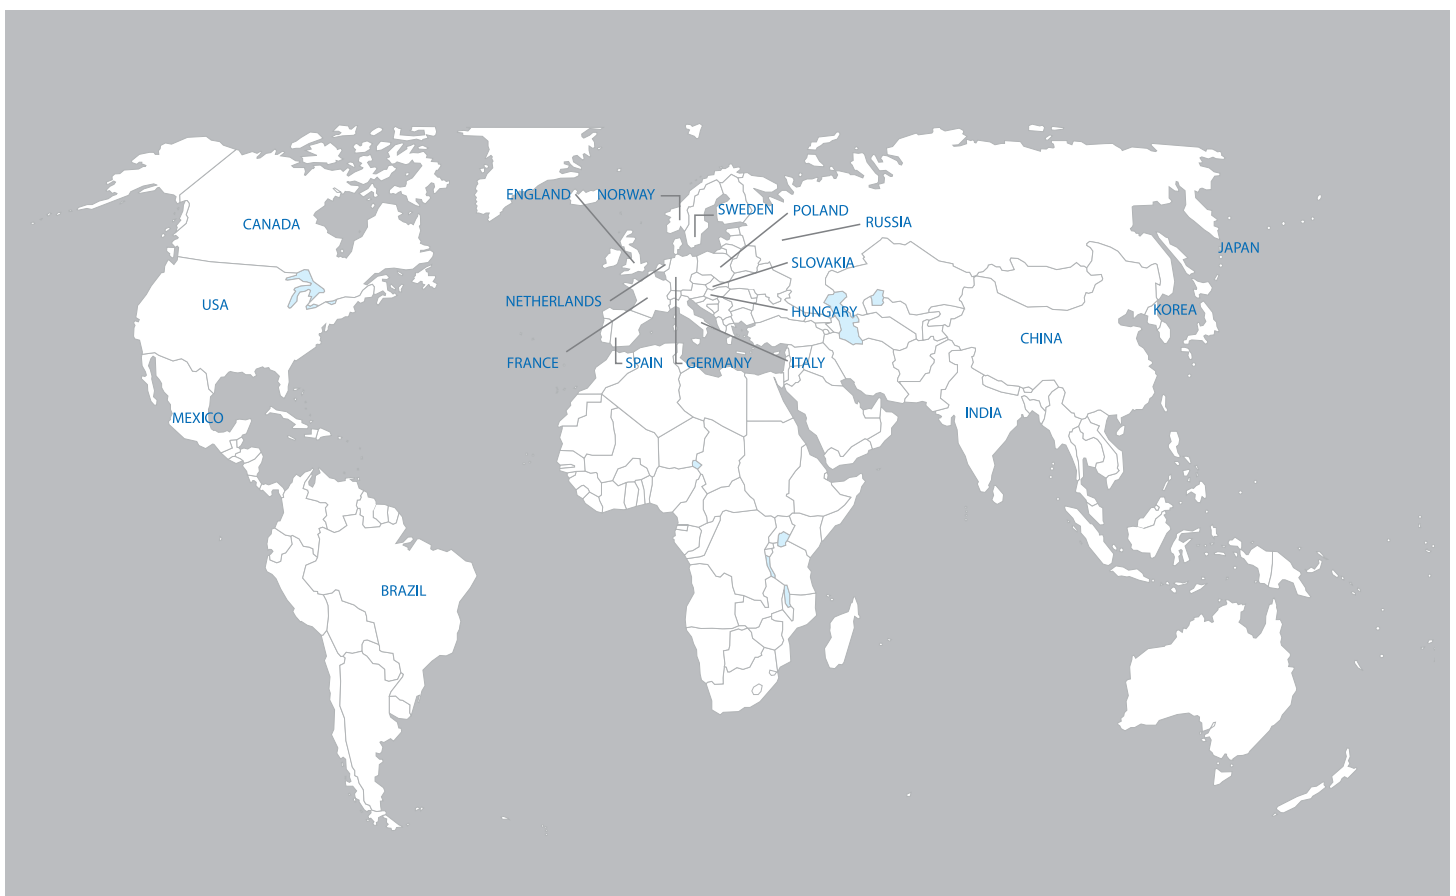 ENGLAND
NORWAY
SWEDEN
POLAND
CANADA
RUSSIA
JAPAN
SLOVAKIA
USA
NETHERLANDS
HUNGARY
KOREA
CHINA
FRANCE
SPAIN
GERMANY
ITALY
MEXICO
INDIA
BRAZIL